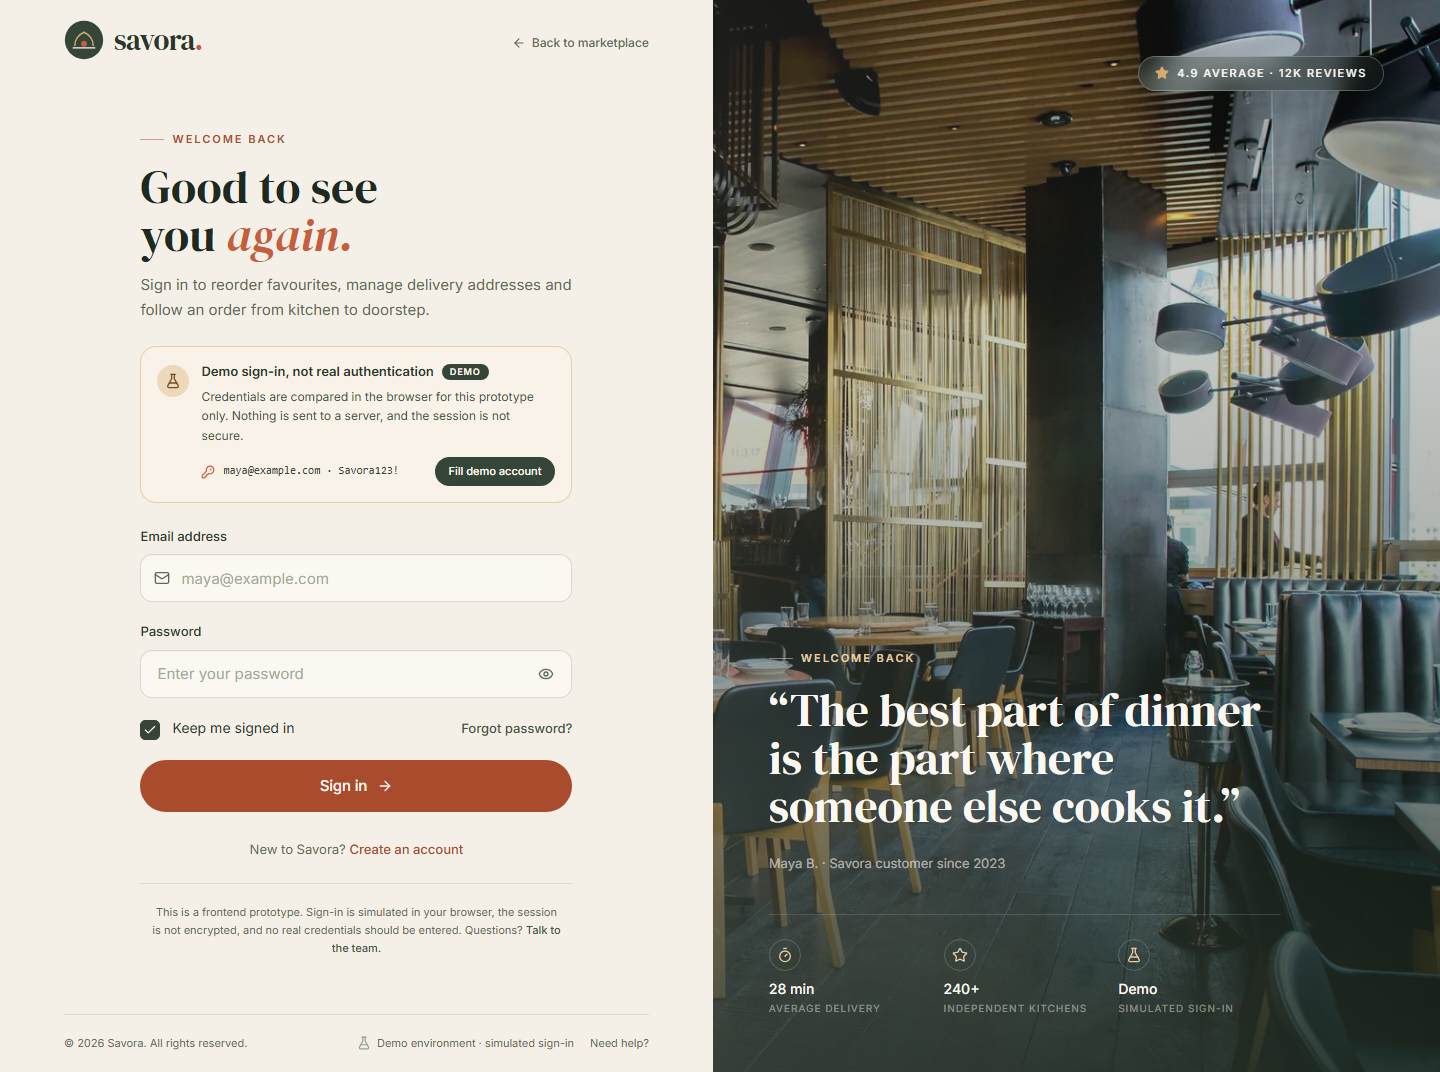 savora.
Back to marketplace
WELCOME BACK
Good to see
you again.
Sign in to reorder favourites, manage delivery addresses and
follow an order from kitchen to doorstep.
Demo sign-in, not real authentication DEMO
Credentials are compared in the browser for this prototype
only. Nothing is sent to a server, and the session is not
secure.
maya@example.com · Savora123!
Fill demo account
Email address
maya@example.com
Password
Enter your password
Keep me signed in
Forgot password?
Sign in
New to Savora? Create an account
This is a frontend prototype. Sign-in is simulated in your browser, the session
is not encrypted, and no real credentials should be entered. Questions? Talk to
the team.
© 2026 Savora. All rights reserved.
Demo environment · simulated sign-in
Need help?
4.9 AVERAGE · 12K REVIEWS
11.3.17
WELCOME BACK
“The best part of dinner
is the part where
someone else cooks it.”
Maya B. · Savora customer since 2023
28 min
AVERAGE DELIVERY
240+
INDEPENDENT KITCHENS
Demo
SIMULATED SIGN-IN